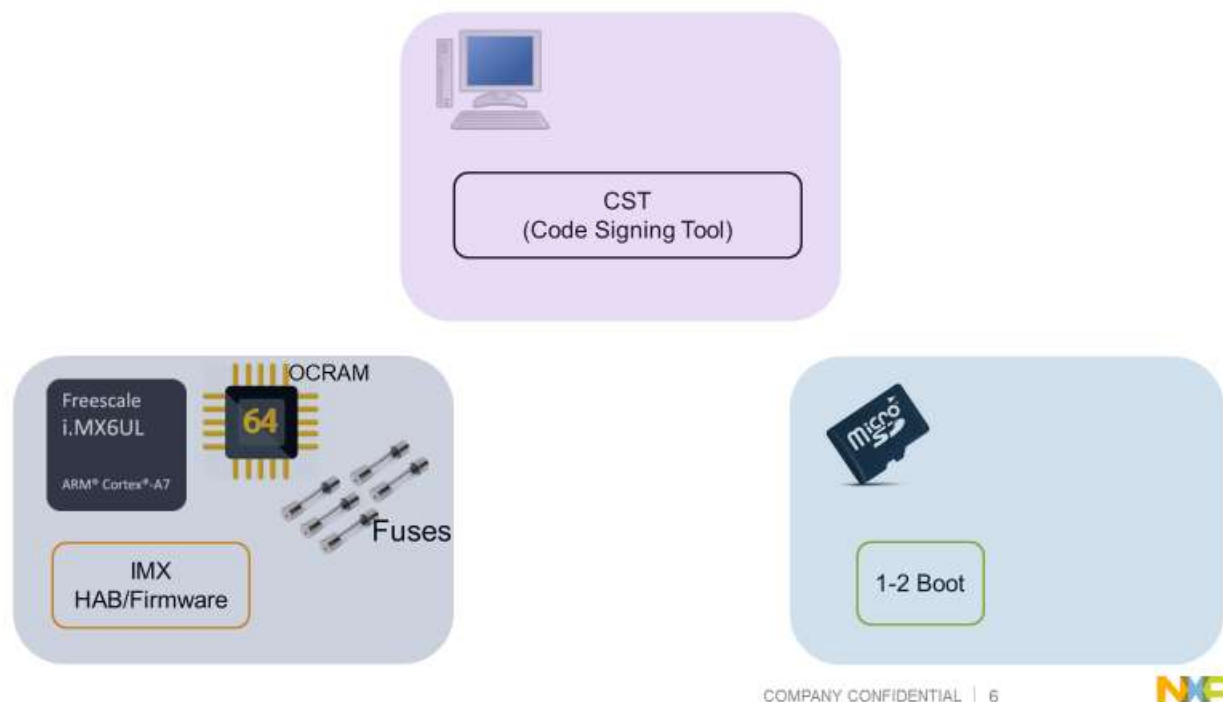 CST
(Code Signing Tool)
OCRAM
Freescale
i.MX6UL
64
ARM® Cortex®-A7
Fuses
IMX
HAB/Firmware
Micro
SD
1-2 Boot
COMPANY CONFIDENTIAL | 6
NXP